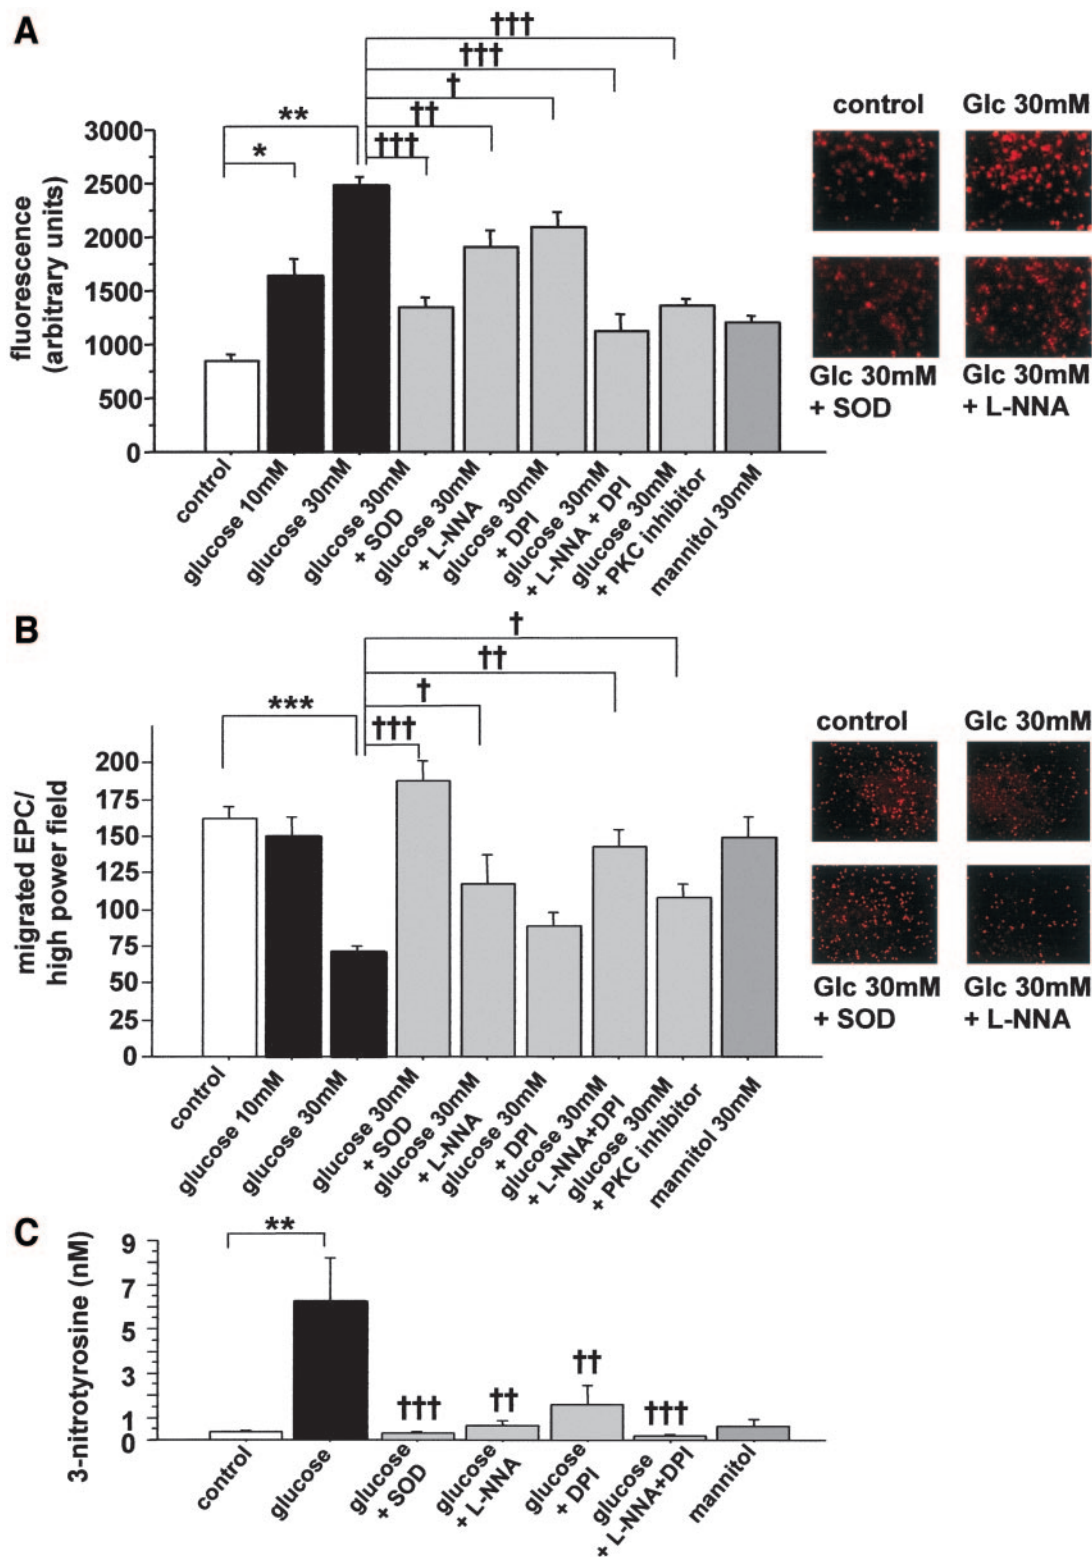 A
†††
†††
†
††
†††
**
*
fluorescence
(arbitrary units)
3000
2500
2000
1500
1000
500
0
control
glucose 10mM
glucose 30mM
glucose 30mM
+ SOD
glucose 30mM
+ L-NNA
glucose 30mM
+ DPI
glucose 30mM
+ L-NNA + DPI
glucose 30mM
+ PKC inhibitor
mannitol 30mM
control
Glc 30mM
Glc 30mM
+ SOD
Glc 30mM
+ L-NNA
B
†
††
†
†††
***
migrated EPC/
high power field
200
175
150
125
100
75
50
25
0
control
glucose 10mM
glucose 30mM
glucose 30mM
+ SOD
glucose 30mM
+ L-NNA
glucose 30mM
+ DPI
glucose 30mM
+ L-NNA+DPI
glucose 30mM
+ PKC inhibitor
mannitol 30mM
control
Glc 30mM
Glc 30mM
+ SOD
Glc 30mM
+ L-NNA
C
**
3-nitrotyrosine (nM)
9
7
5
3
1
0
†††
††
††
†††
control
glucose
glucose
+ SOD
glucose
+ L-NNA
glucose
+ DPI
glucose
+ L-NNA+DPI
mannitol